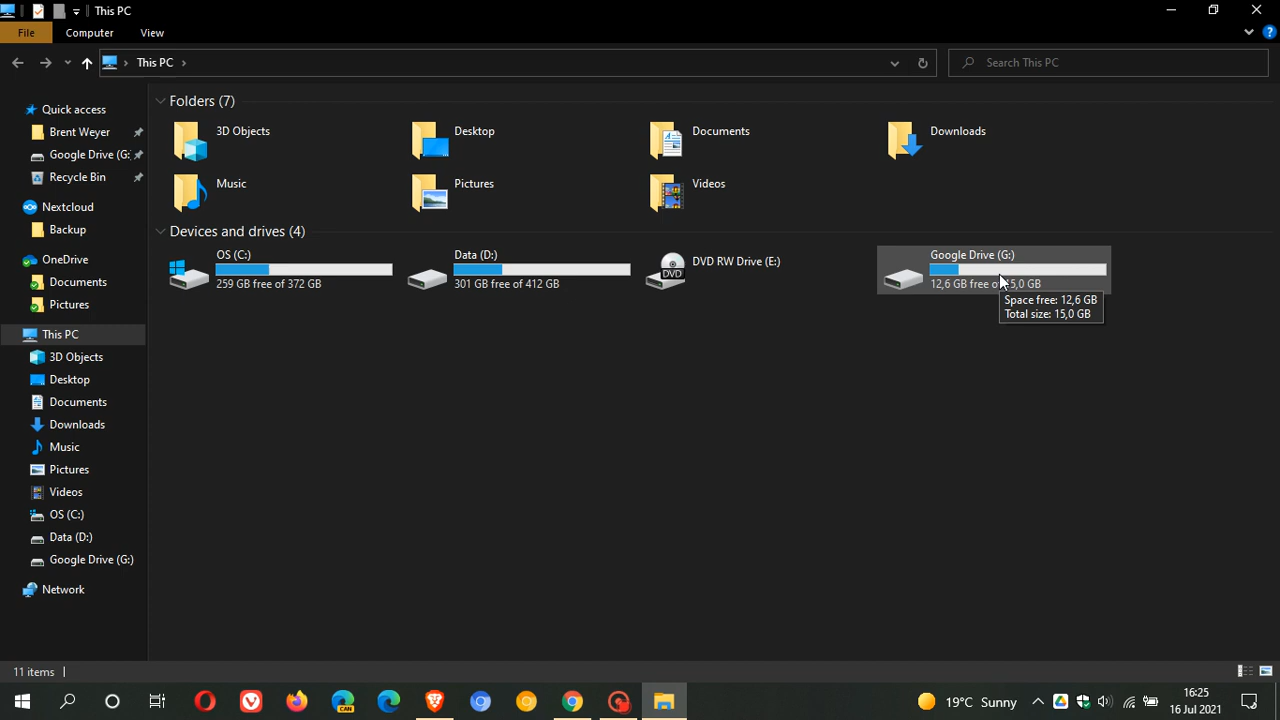 This PC
File Computer View
This PC
Search This PC
Folders (7)
3D Objects Desktop Documents Downloads
Music Pictures Videos
Devices and drives (4)
OS (C:)
259 GB free of 372 GB
Data (D:)
301 GB free of 412 GB
DVD RW Drive (E:)
DVD
Google Drive (G:)
12,6 GB free of 15,0 GB
Space free: 12,6 GB
Total size: 15,0 GB
Quick access
Brent Weyer
Google Drive (G:
Recycle Bin
Nextcloud
Backup
OneDrive
Documents
Pictures
This PC
3D Objects
Desktop
Documents
Downloads
Music
Pictures
Videos
OS (C:)
Data (D:)
Google Drive (G:)
Network
11 items
CAN
19°C Sunny
16:25
16 Jul 2021